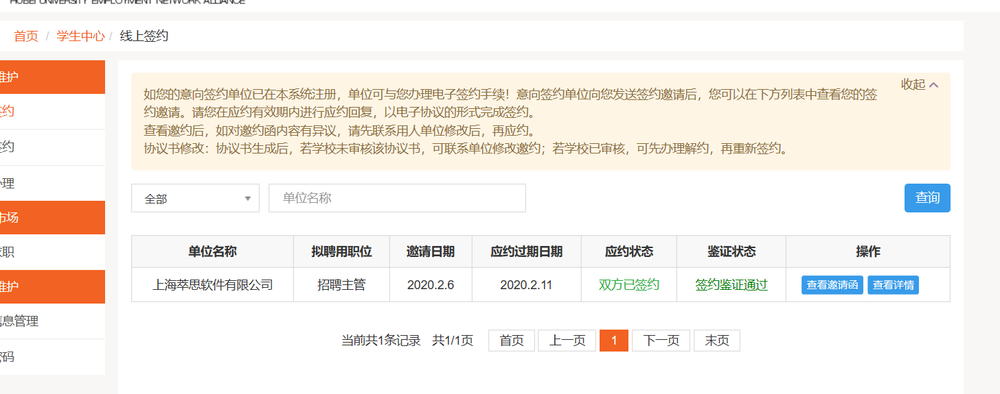 HUBEI UNIVERSITY EMPLOYMENT NETWORK ALLIANCE
首页 / 学生中心 / 线上签约
维护
签约
签约
办理
市场
求职
维护
信息管理
密码
收起
如您的意向签约单位已在本系统注册，单位可与您办理电子签约手续！意向签约单位向您发送签约邀请后，您可以在下方列表中查看您的签
约邀请。请您在应约有效期内进行应约回复，以电子协议的形式完成签约。
查看邀约后，如对邀约函内容有异议，请先联系用人单位修改后，再应约。
协议书修改：协议书生成后，若学校未审核该协议书，可联系单位修改邀约；若学校已审核，可先办理解约，再重新签约。
全部 单位名称 查询
单位名称 拟聘用职位 邀请日期 应约过期日期 应约状态 鉴证状态 操作
上海萃思软件有限公司 招聘主管 2020.2.6 2020.2.11 双方已签约 签约鉴证通过 查看邀请函 查看详情
当前共1条记录 共1/1页 首页 上一页 1 下一页 末页